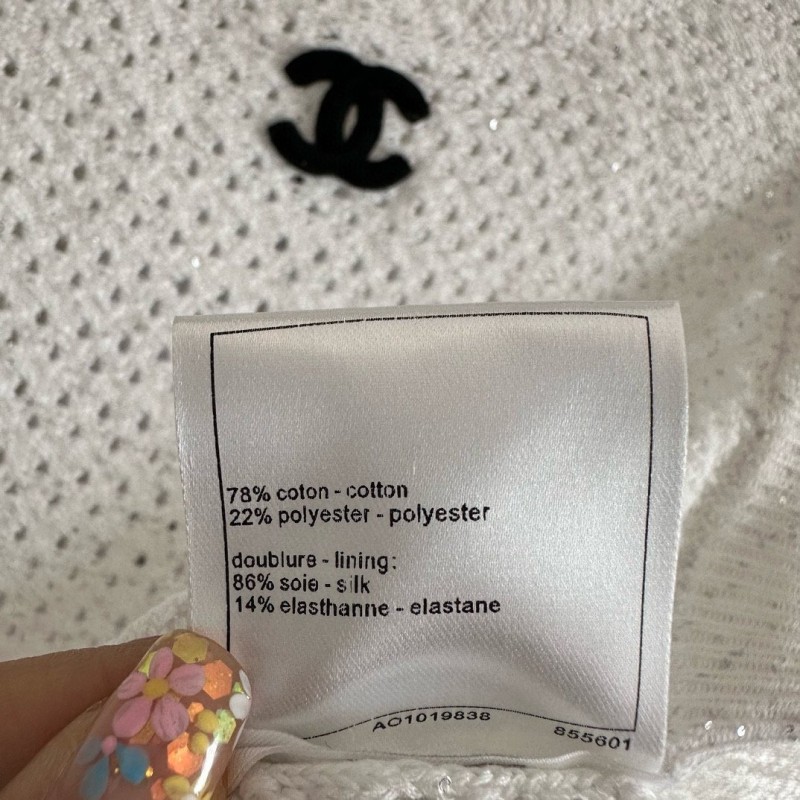 78% coton - cotton
22% polyester - polyester
doublure - lining:
86% soie - silk
14% elasthanne - elastane
AO1019838
855601